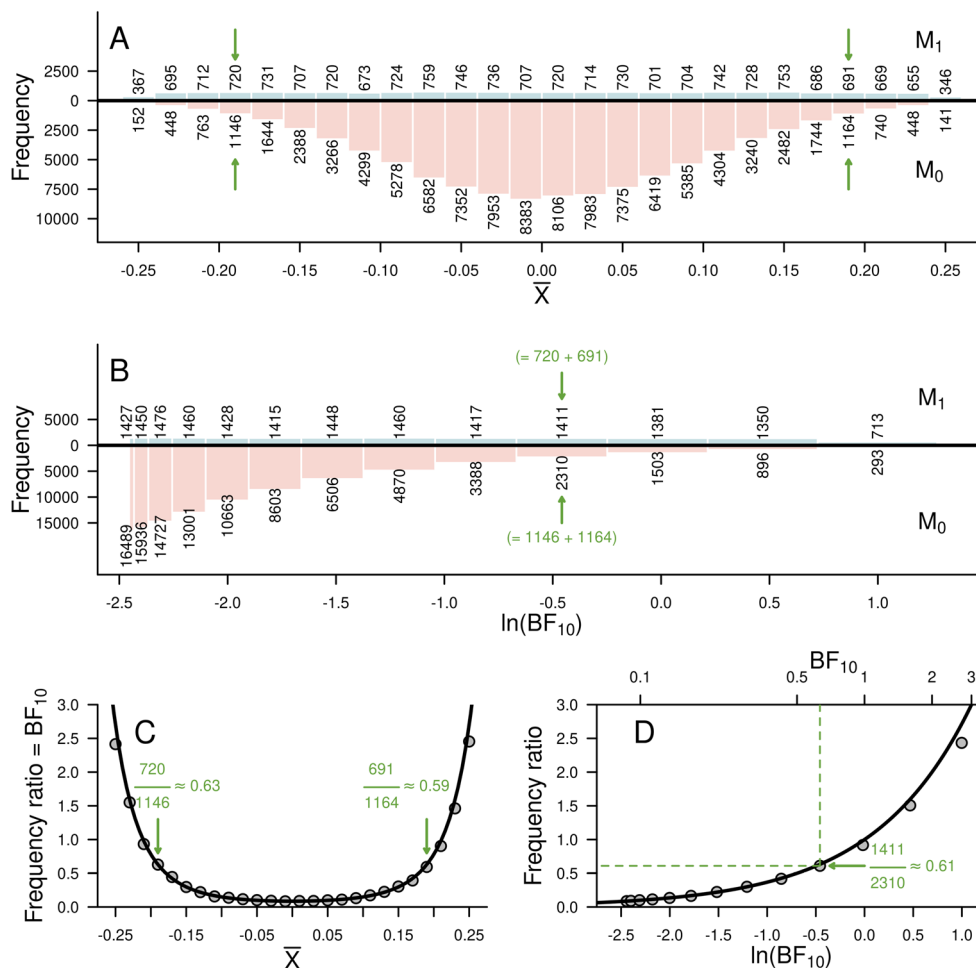 A
M1
367 695 712 720 731 707 720 673 724 759 746 736 707 720 714 730 701 704 742 728 753 686 691 669 655 346
2500
0
2500
5000
7500
10000
Frequency
152 448 763 1146 1644 2388 3266 4299 5278 6582 7352 7953 8383 8106 7983 7375 6419 5385 4304 3240 2482 1744 1164 740 448 141
M0
-0.25 -0.20 -0.15 -0.10 -0.05 0.00 0.05 0.10 0.15 0.20 0.25
X̅
B
(= 720 + 691)
M1
1427 1450 1476 1460 1428 1415 1448 1460 1417 1411 1381 1350 713
5000
0
5000
10000
15000
Frequency
16489 15936 14727 13001 10663 8603 6506 4870 3388 2310 1503 896 293
(= 1146 + 1164)
M0
-2.5 -2.0 -1.5 -1.0 -0.5 0.0 0.5 1.0
ln(BF10)
C
Frequency ratio = BF10
3.0
2.5
2.0
1.5
1.0
0.5
0.0
720
1146
≈ 0.63
691
1164
≈ 0.59
-0.25 -0.15 -0.05 0.05 0.15 0.25
X̅
BF10
0.1 0.5 1 2 3
D
Frequency ratio
3.0
2.5
2.0
1.5
1.0
0.5
0.0
1411
2310
≈ 0.61
-2.5 -2.0 -1.5 -1.0 -0.5 0.0 0.5 1.0
ln(BF10)